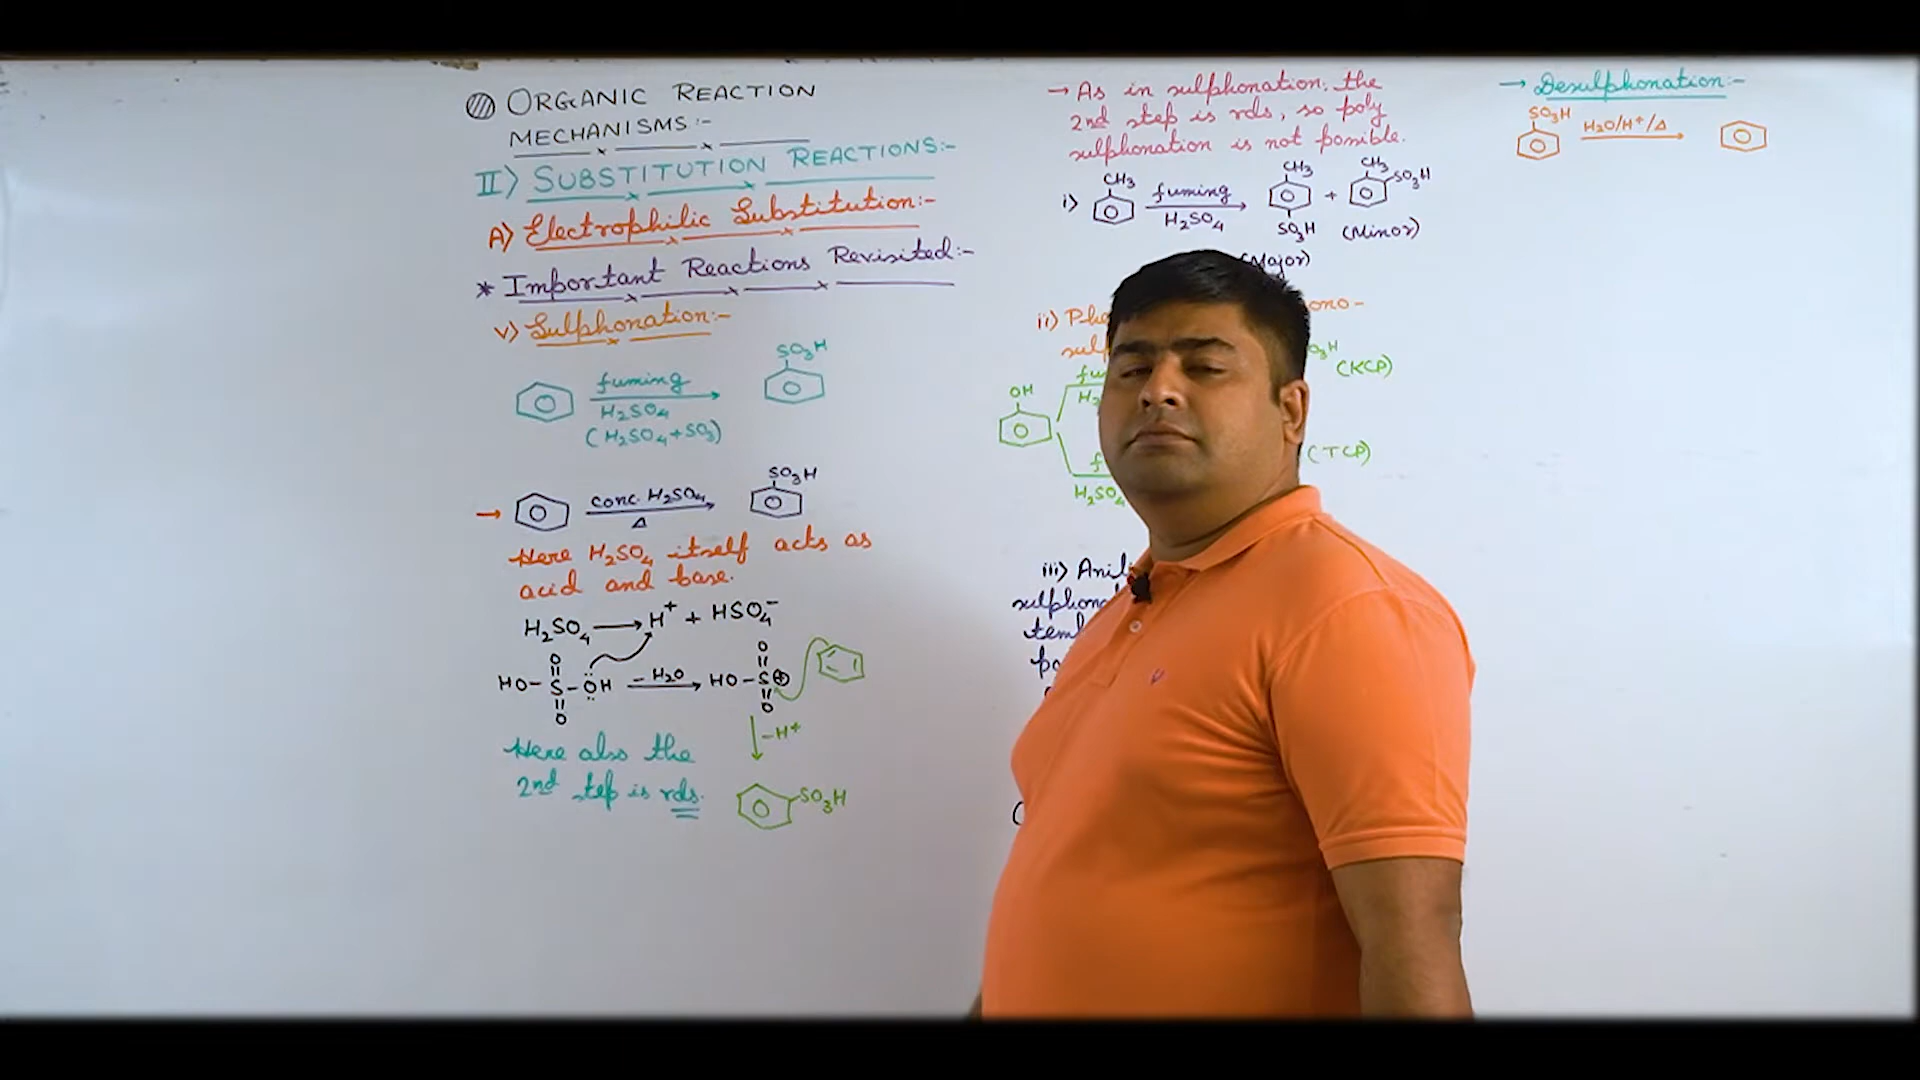 ORGANIC REACTION
MECHANISMS:-
II) SUBSTITUTION REACTIONS:-
A) Electrophilic Substitution:-
* Important Reactions Revisited:-
v) Sulphonation:-
fuming
H₂SO₄
(H₂SO₄+SO₃)
SO₃H
→ conc. H₂SO₄
Δ
SO₃H
Here H₂SO₄ itself acts as
acid and base.
H₂SO₄ ⟶ H⁺ + HSO₄⁻
O
HO-S-ÖH
O
-H₂O
O
HO-S⊕
O
-H⁺
Here also the
2nd step is rds.
SO₃H
→ As in sulphonation, the
2nd step is rds, so poly
sulphonation is not possible.
i) CH₃
fuming
H₂SO₄
CH₃
SO₃H
(Major)
+
CH₃
SO₃H
(Minor)
ii)
OH
(KCP)
H₂SO₄
(TCP)
iii)
→ Desulphonation:-
SO₃H
H₂O/H⁺/Δ